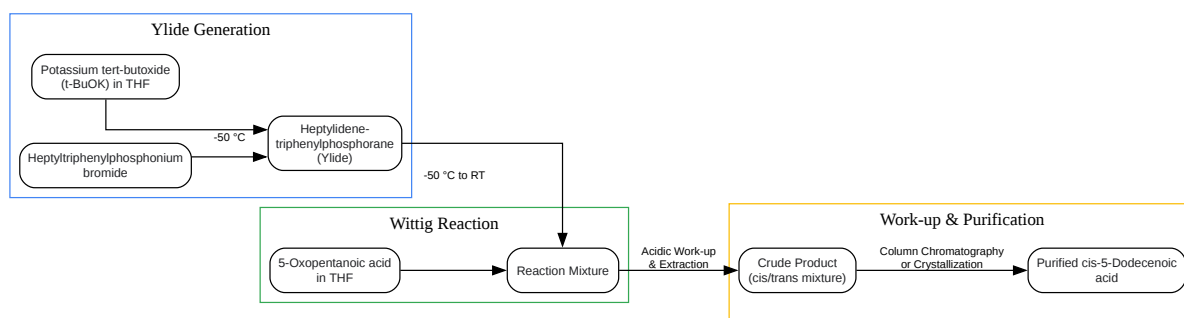 Ylide Generation
Potassium tert-butoxide
(t-BuOK) in THF
-50 °C
Heptyltriphenylphosphonium
bromide
Heptylidene-
triphenylphosphorane
(Ylide)
-50 °C to RT
Wittig Reaction
5-Oxopentanoic acid
in THF
Reaction Mixture
Acidic Work-up
& Extraction
Work-up & Purification
Crude Product
(cis/trans mixture)
Column Chromatography
or Crystallization
Purified cis-5-Dodecenoic
acid